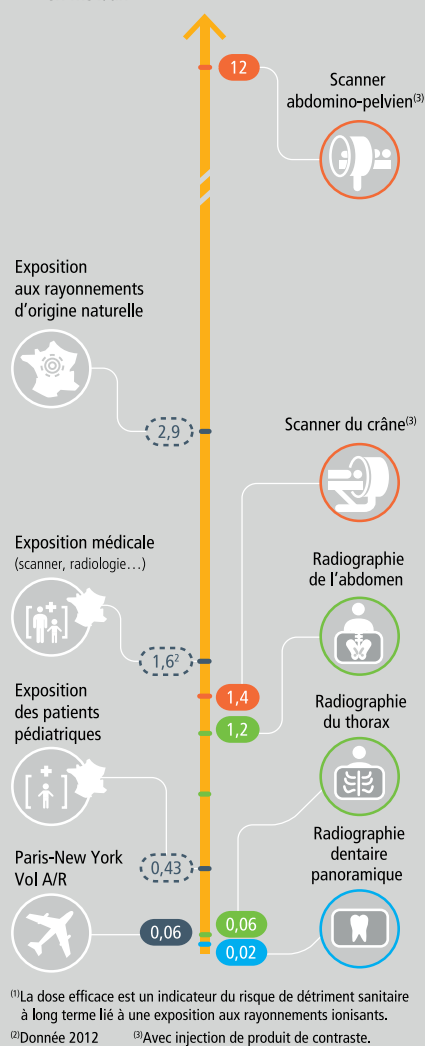 12
Scanner
abdomino-pelvien(3)
Exposition
aux rayonnements
d'origine naturelle
2,9
Scanner du crâne(3)
Exposition médicale
(scanner, radiologie…)
1,6²
Radiographie
de l'abdomen
1,4
1,2
Exposition
des patients
pédiatriques
Radiographie
du thorax
0,43
Paris-New York
Vol A/R
0,06
0,06
0,02
Radiographie
dentaire
panoramique
(1)La dose efficace est un indicateur du risque de détriment sanitaire
à long terme lié à une exposition aux rayonnements ionisants.
(2)Donnée 2012 (3)Avec injection de produit de contraste.